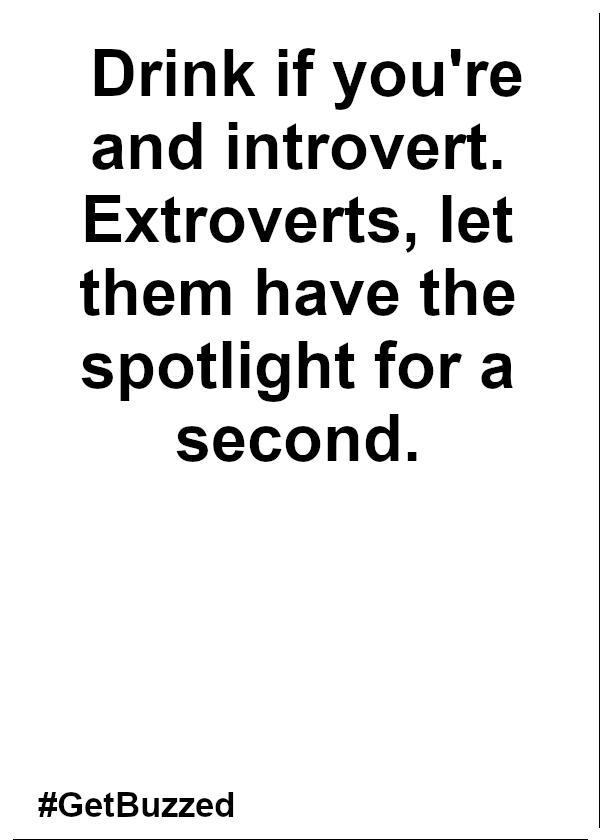 Drink if you're
and introvert.
Extroverts, let
them have the
spotlight for a
second.
#GetBuzzed